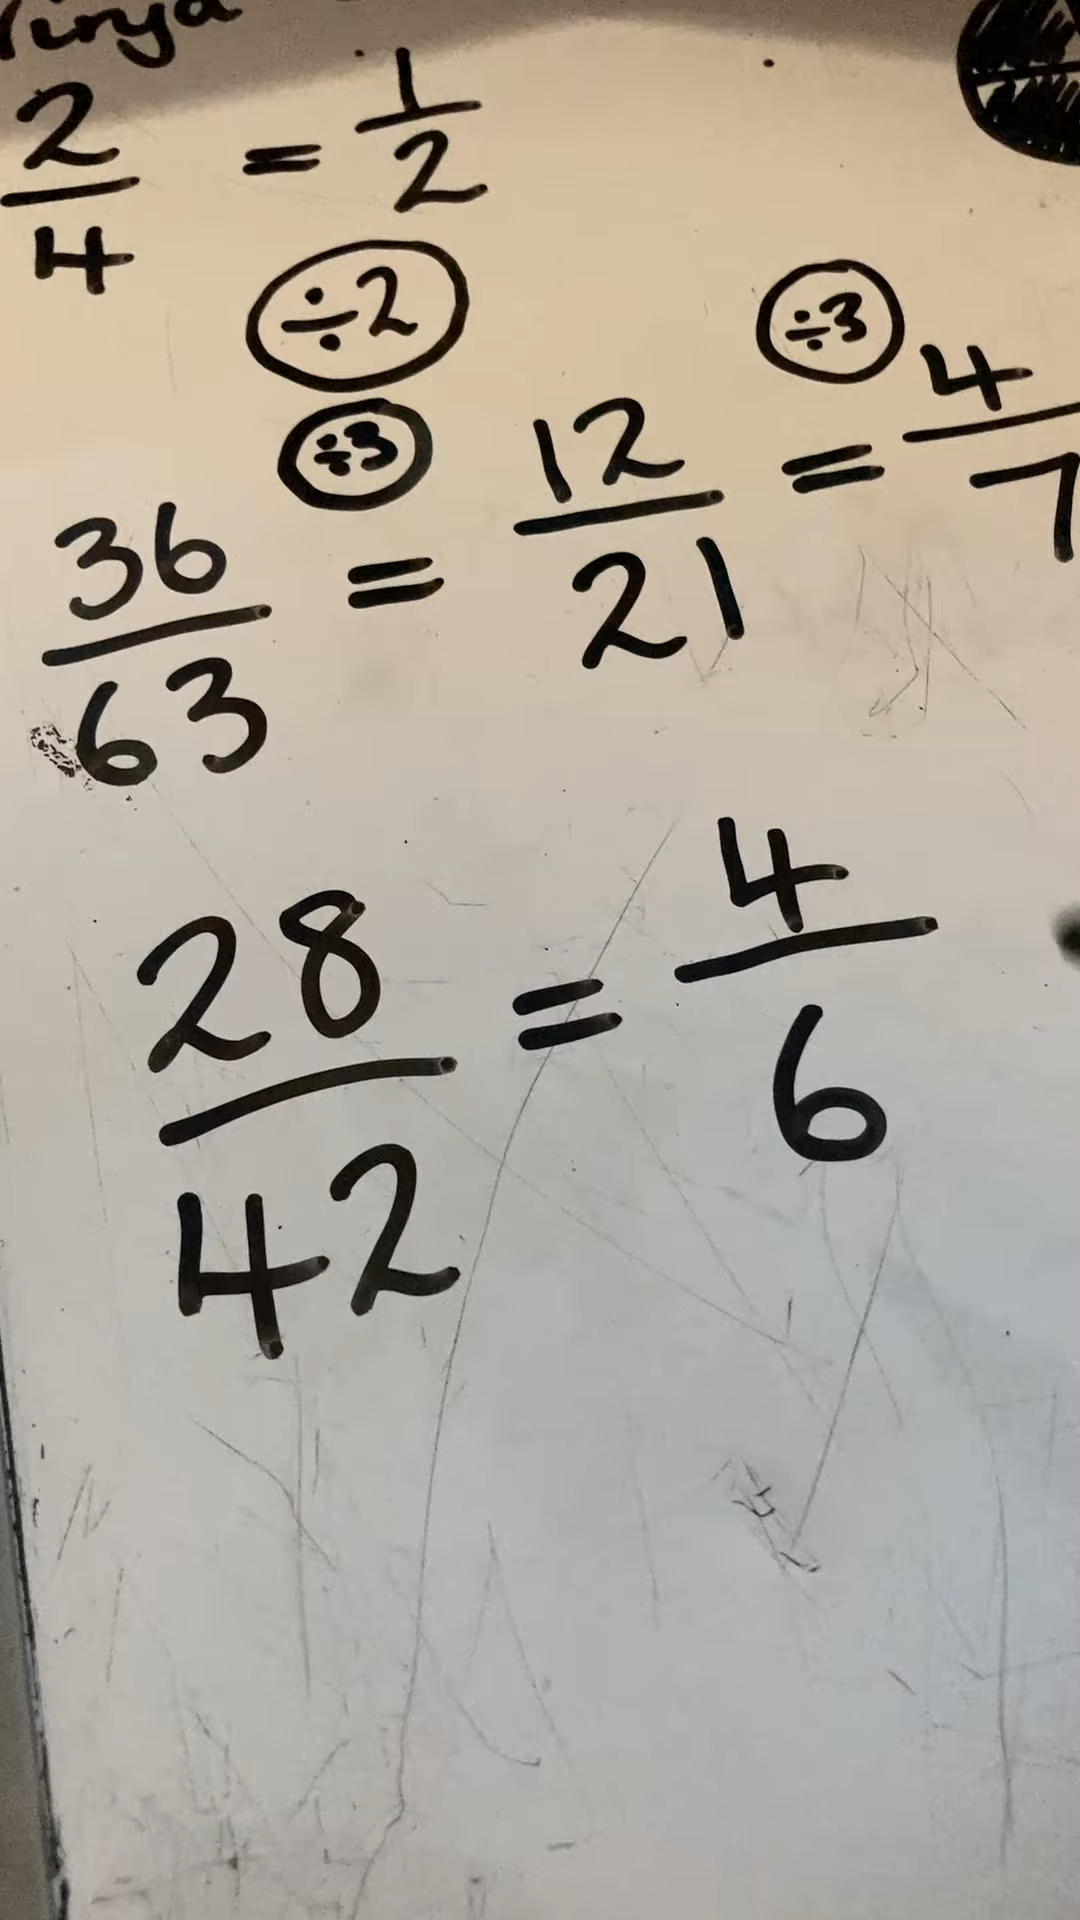 2/4 = 1/2
÷2
÷3
÷3
36/63 = 12/21 = 4/7
28/42 = 4/6